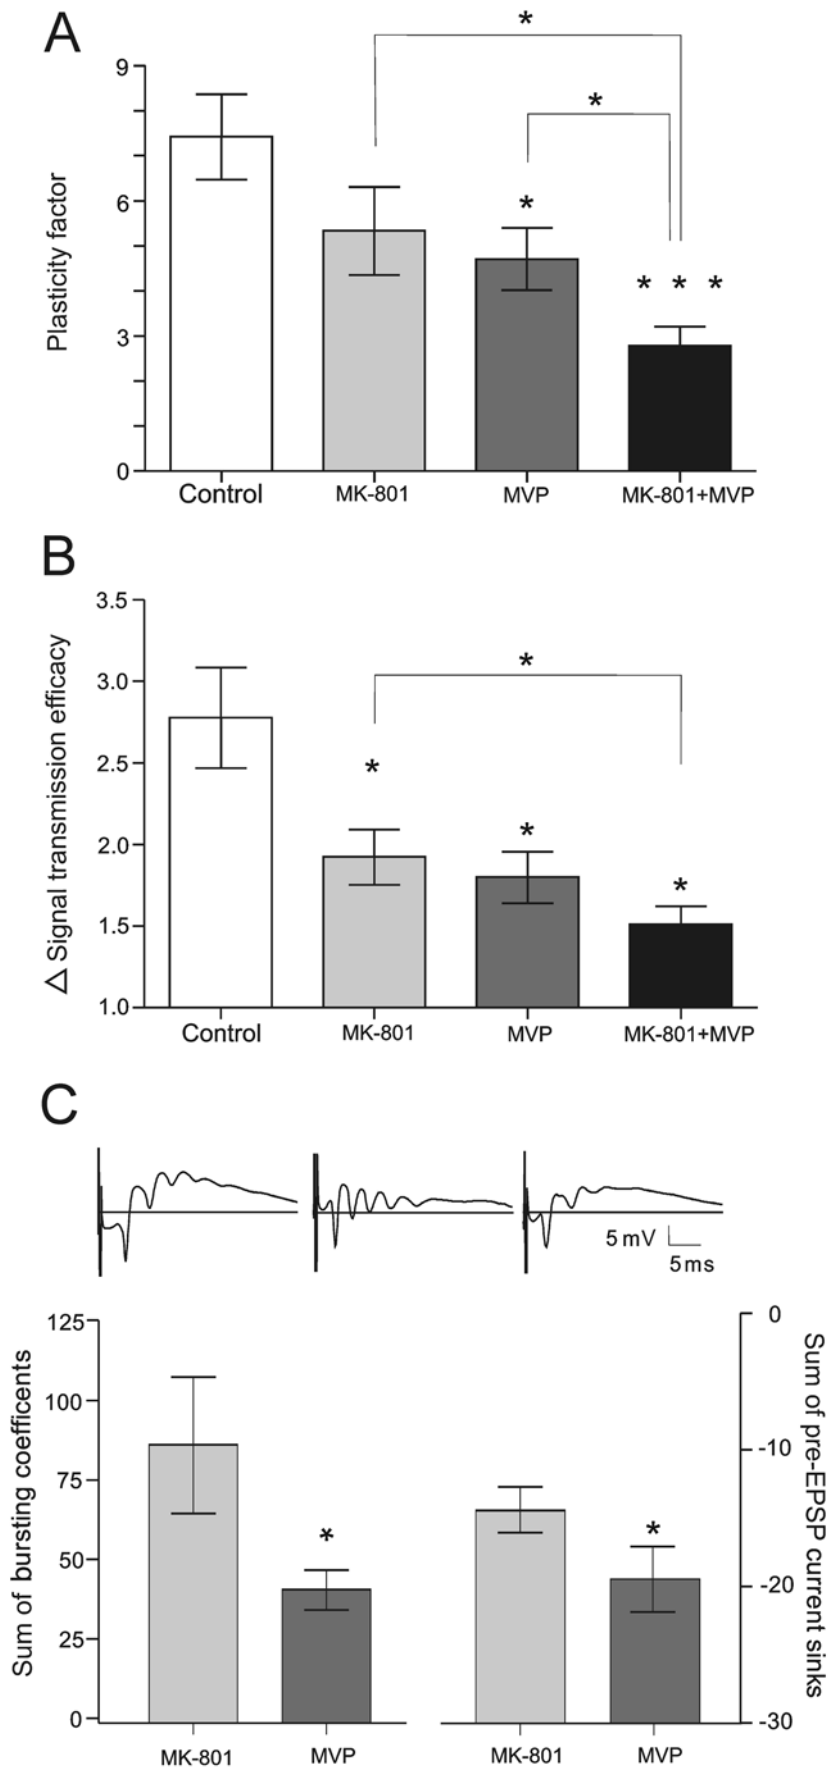 A
*
*
9
6
3
0
Plasticity factor
*
* * *
Control
MK-801
MVP
MK-801+MVP
B
3.5
3.0
2.5
2.0
1.5
1.0
Δ Signal transmission efficacy
*
*
*
*
Control
MK-801
MVP
MK-801+MVP
C
5 mV
5 ms
125
100
75
50
25
0
Sum of bursting coefficents
*
MK-801
MVP
*
MK-801
MVP
0
-10
-20
-30
Sum of pre-EPSP current sinks